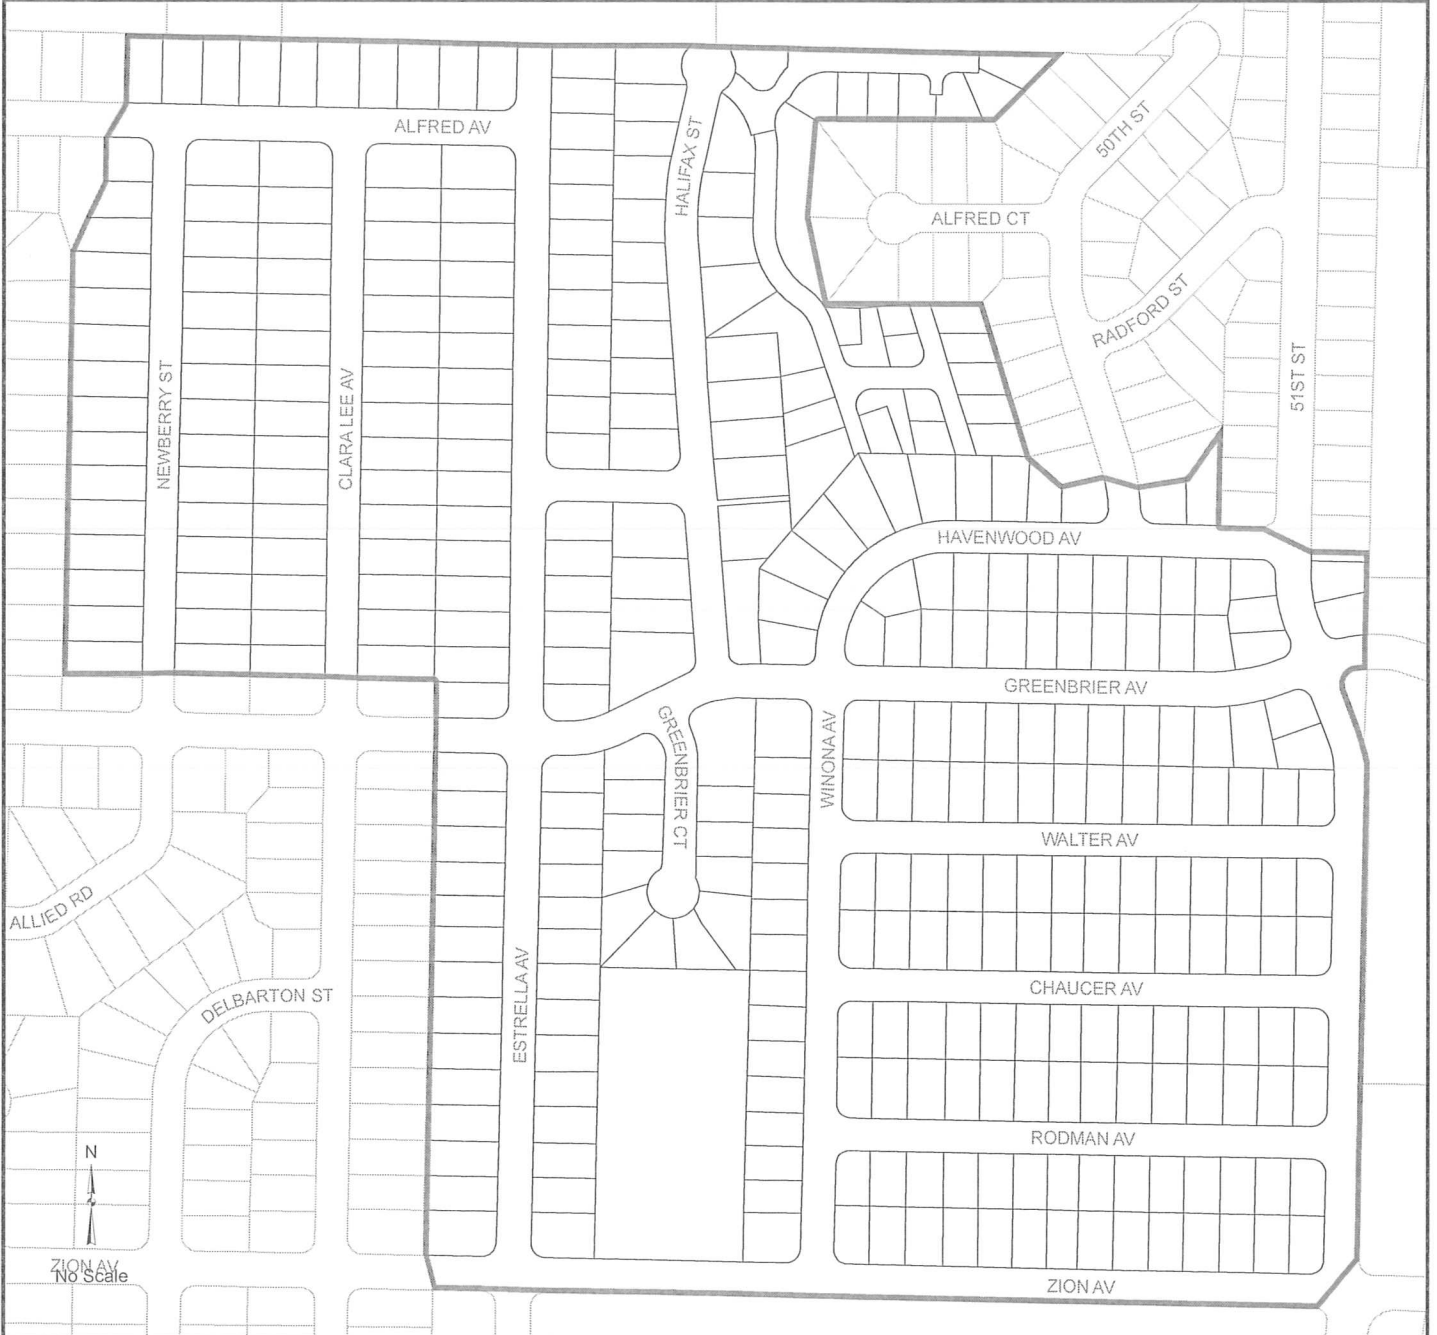 ALFRED AV
HALIFAX ST
50TH ST
ALFRED CT
RADFORD ST
51ST ST
NEWBERRY ST
CLARA LEE AV
HAVENWOOD AV
GREENBRIER AV
GREENBRIER CT
WINONA AV
WALTER AV
ALLIED RD
CHAUCER AV
DELBARTON ST
ESTRELLA AV
RODMAN AV
N
ZION AV
No Scale
ZION AV